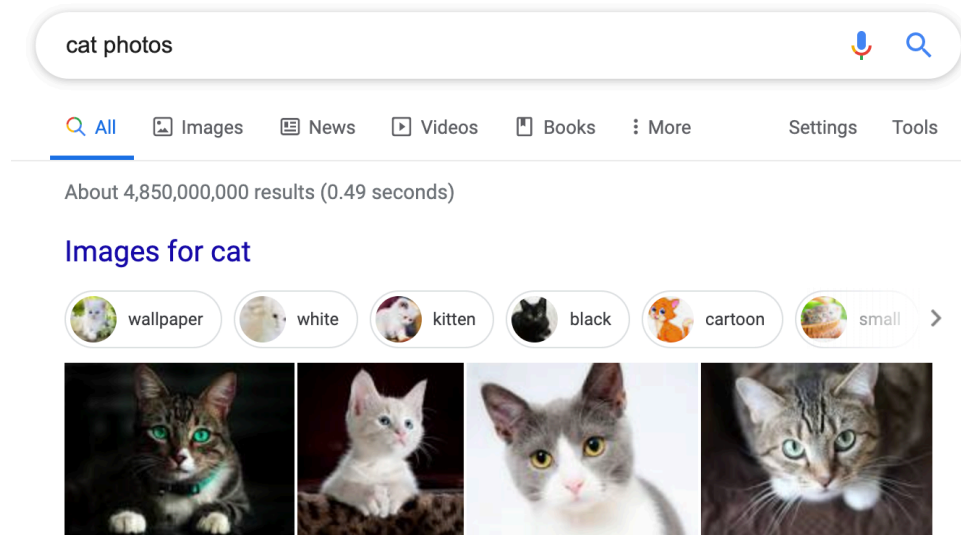 cat photos
All Images News Videos Books More Settings Tools
About 4,850,000,000 results (0.49 seconds)
Images for cat
wallpaper white kitten black cartoon small